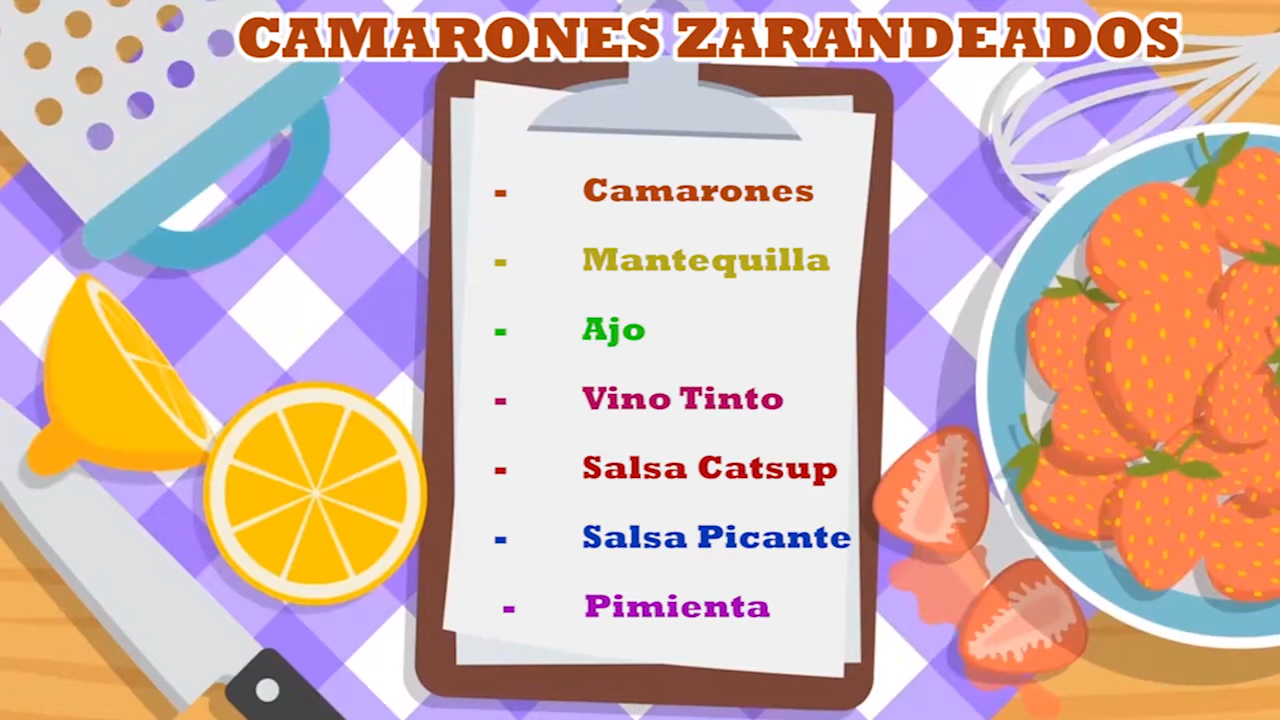 CAMARONES ZARANDEADOS
- Camarones
- Mantequilla
- Ajo
- Vino Tinto
- Salsa Catsup
- Salsa Picante
- Pimienta